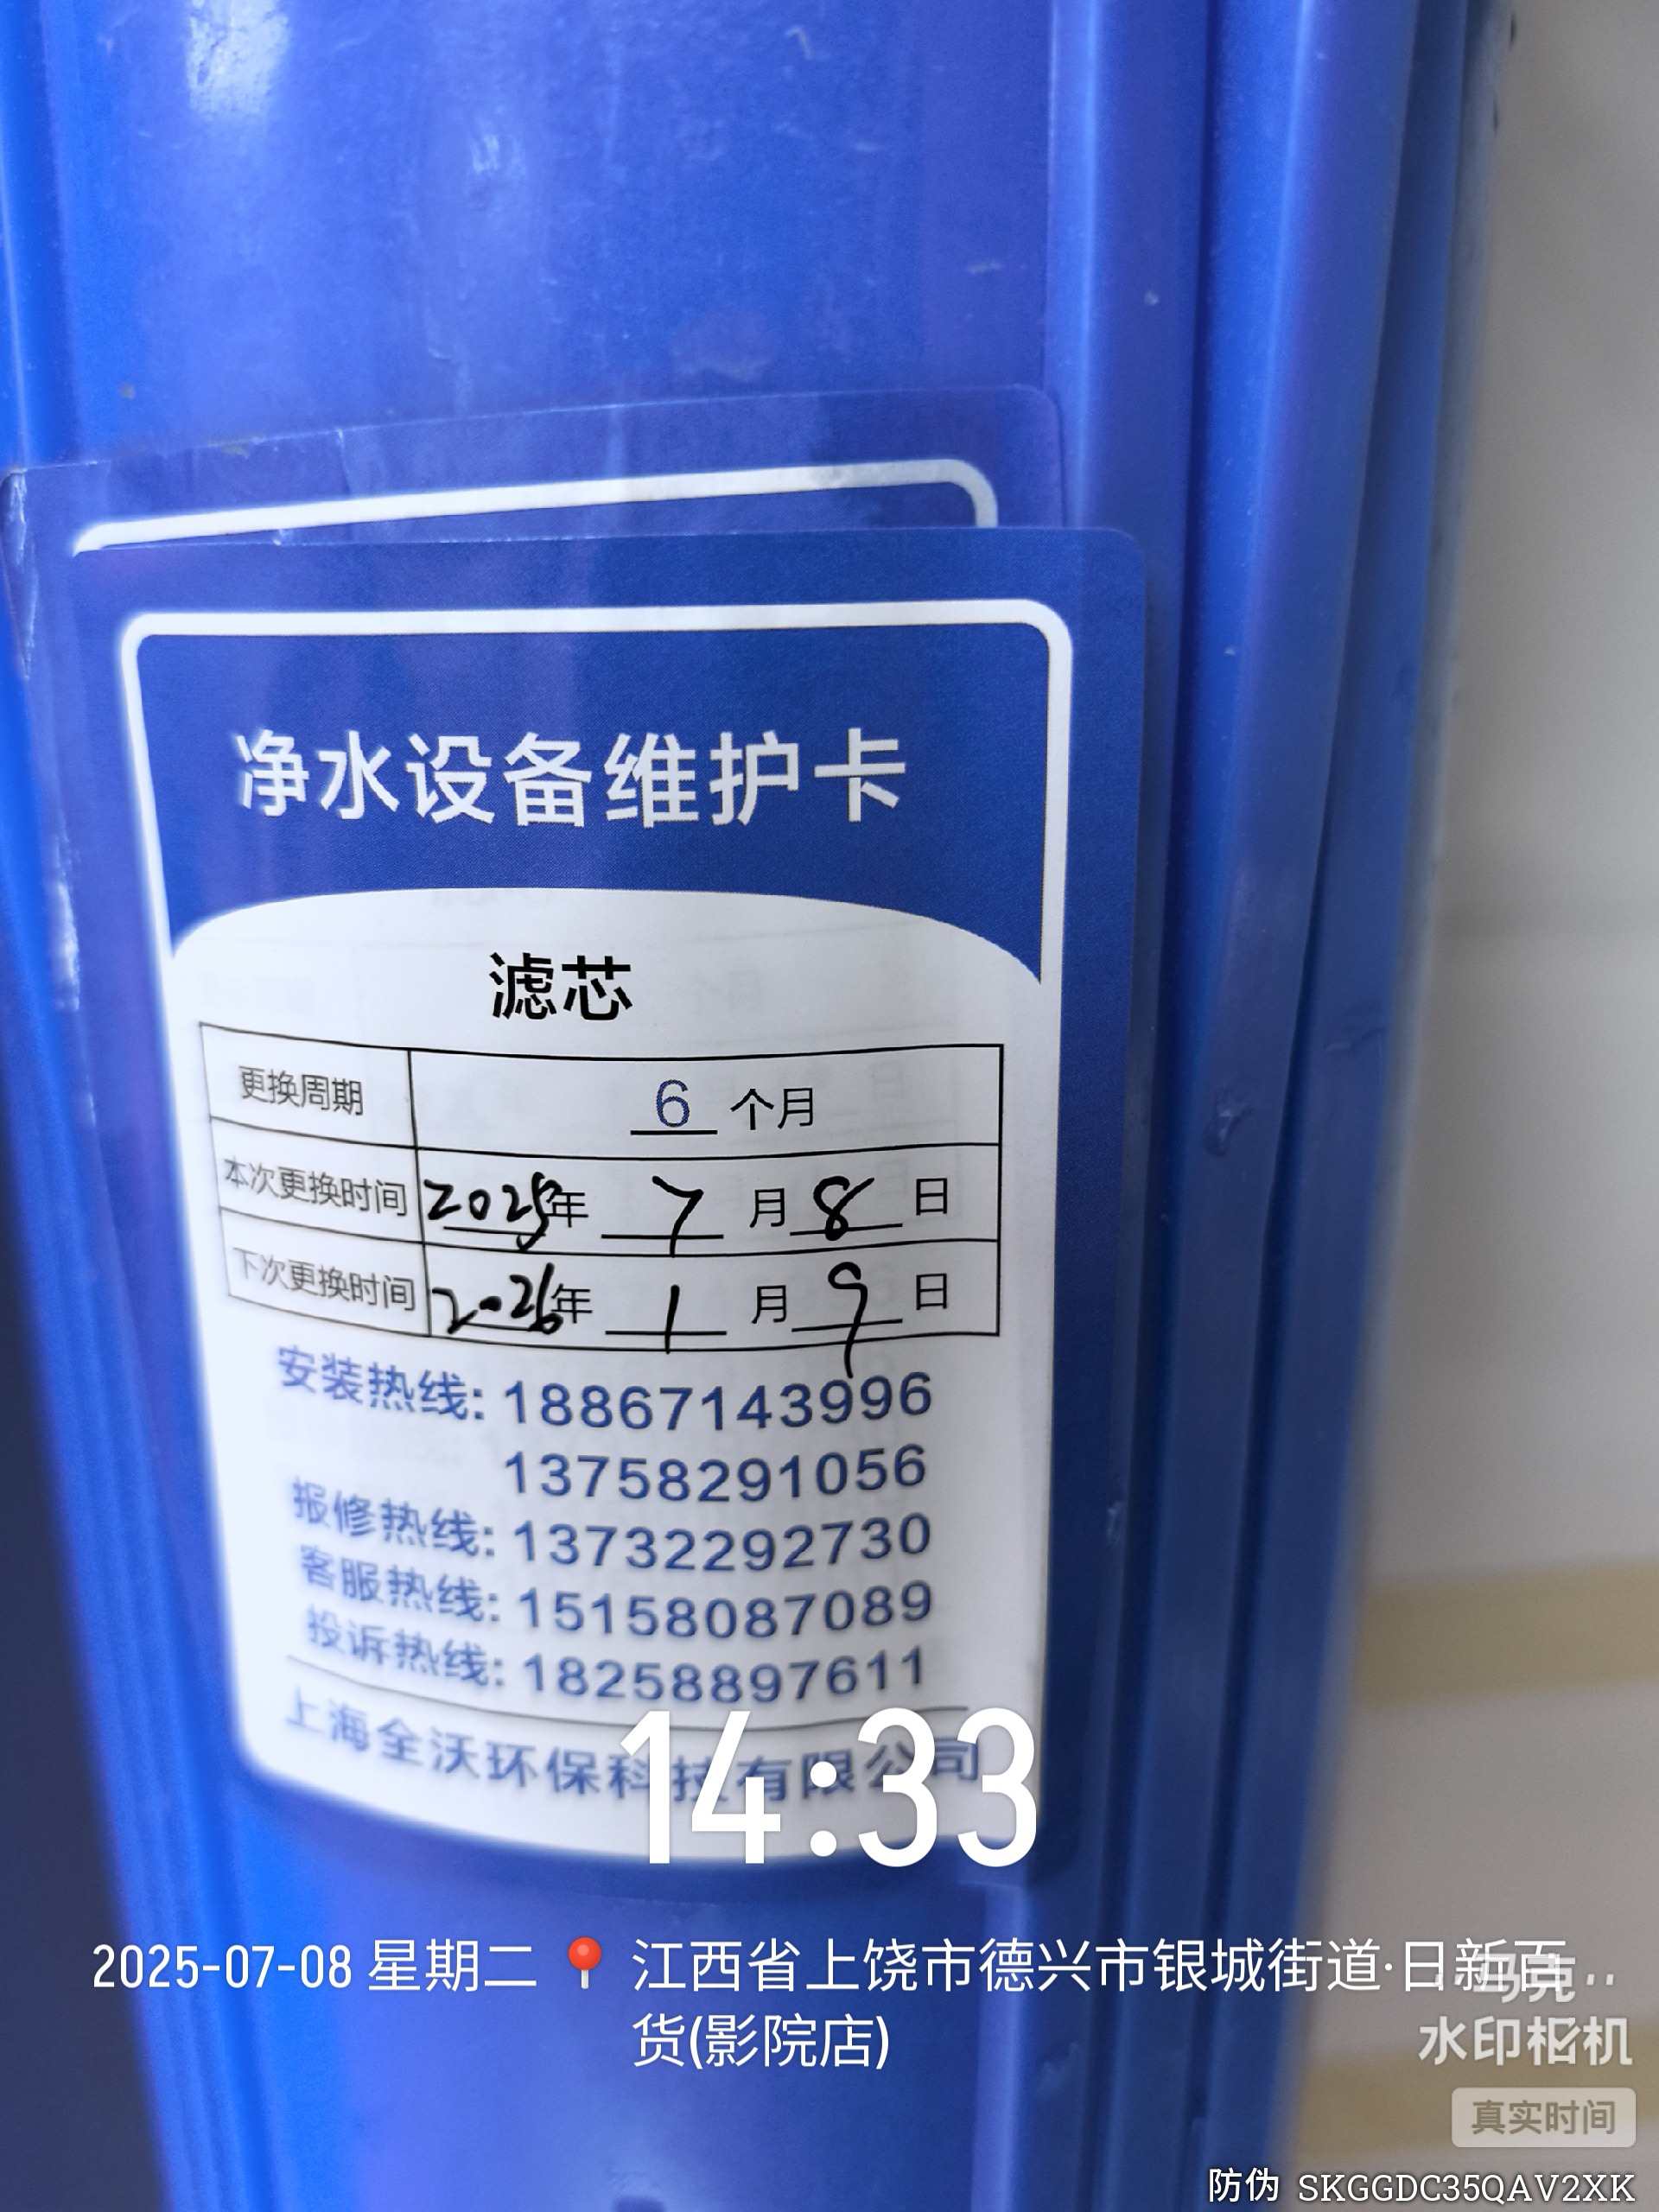 净水设备维护卡
滤芯
更换周期 6 个月
本次更换时间 2025年 7 月 8 日
下次更换时间 2026年 1 月 日
安装热线: 18867143996
13758291056
报修热线: 13732292730
客服热线: 15158087089
投诉热线: 18258897611
上海全沃环保科技有限公司
14:33
2025-07-08 星期二 江西省上饶市德兴市银城街道·日新百
货(影院店)
马克
水印相机
真实时间
防伪 SKGGDC35QAV2XK